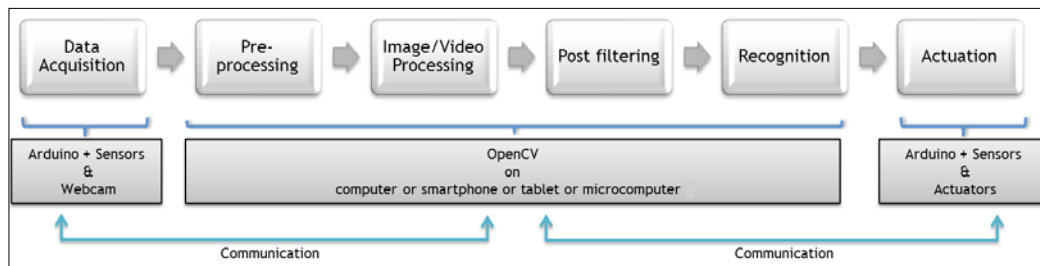 Data
Acquisition
Pre-
processing
Image/Video
Processing
Post filtering
Recognition
Actuation
Arduino + Sensors
&
Webcam
OpenCV
on
computer or smartphone or tablet or microcomputer
Arduino + Sensors
&
Actuators
Communication
Communication